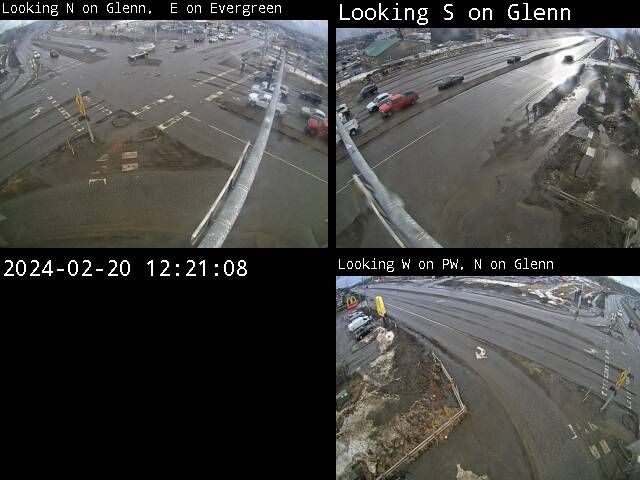 Looking N on Glenn,  E on Evergreen
Looking S on Glenn
2024-02-20 12:21:08
Looking W on PW, N on Glenn